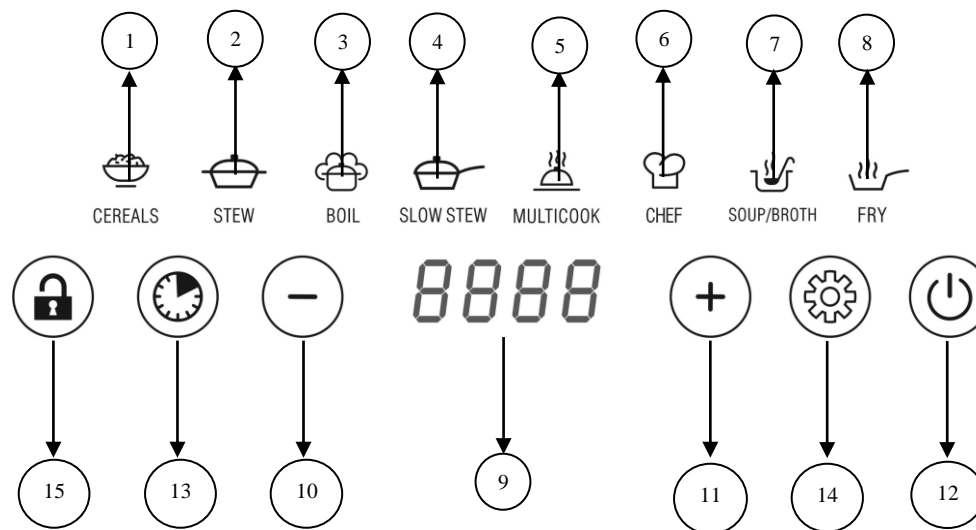 1 2 3 4 5 6 7 8
CEREALS STEW BOIL SLOW STEW MULTICOOK CHEF SOUP/BROTH FRY
8888
15 13 10 9 11 14 12